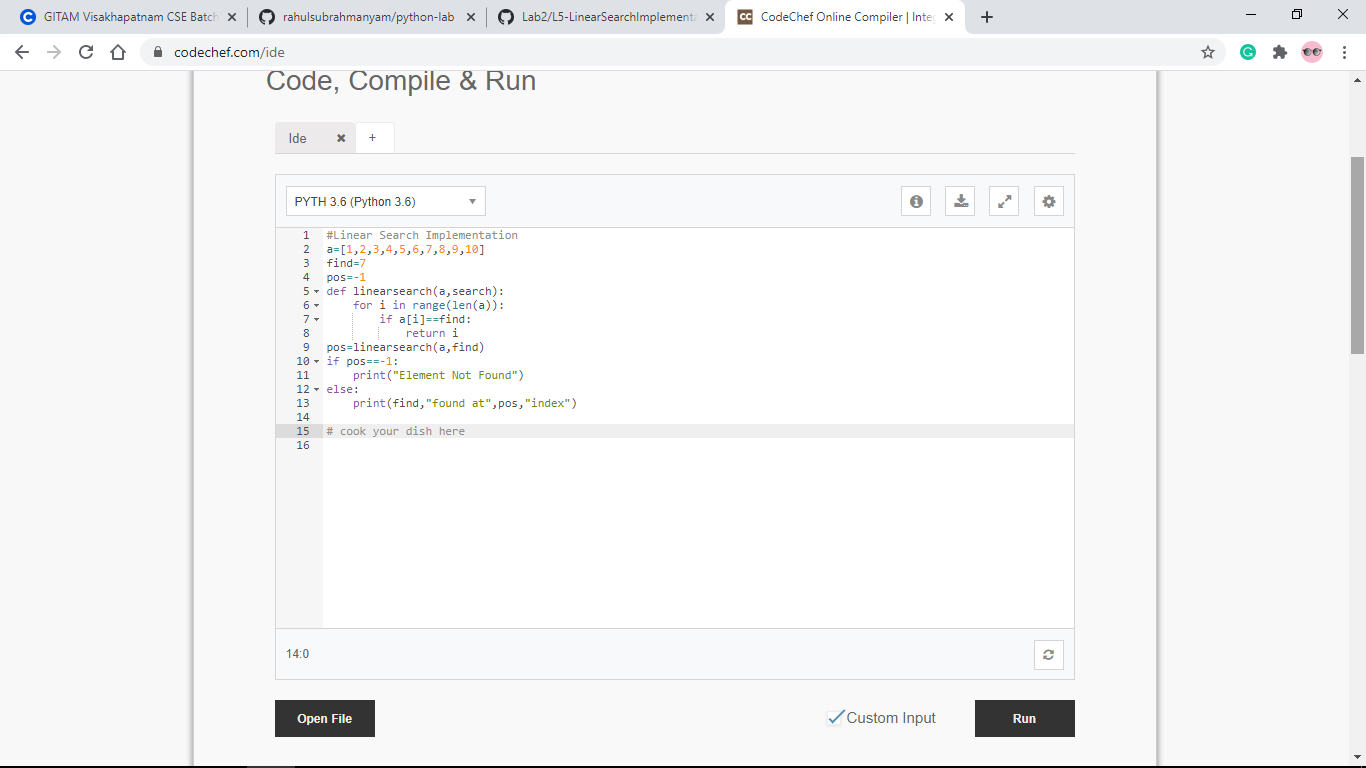 GITAM Visakhapatnam CSE Batch
rahulsubrahmanyam/python-lab
Lab2/L5-LinearSearchImplementa
CodeChef Online Compiler | Inte
codechef.com/ide
Code, Compile & Run
Ide
+
PYTH 3.6 (Python 3.6)
1 #Linear Search Implementation
2 a=[1,2,3,4,5,6,7,8,9,10]
3 find=7
4 pos=-1
5 def linearsearch(a,search):
6     for i in range(len(a)):
7         if a[i]==find:
8             return i
9 pos=linearsearch(a,find)
10 if pos==-1:
11     print("Element Not Found")
12 else:
13     print(find,"found at",pos,"index")
14
15 # cook your dish here
16
14:0
Open File
Custom Input
Run